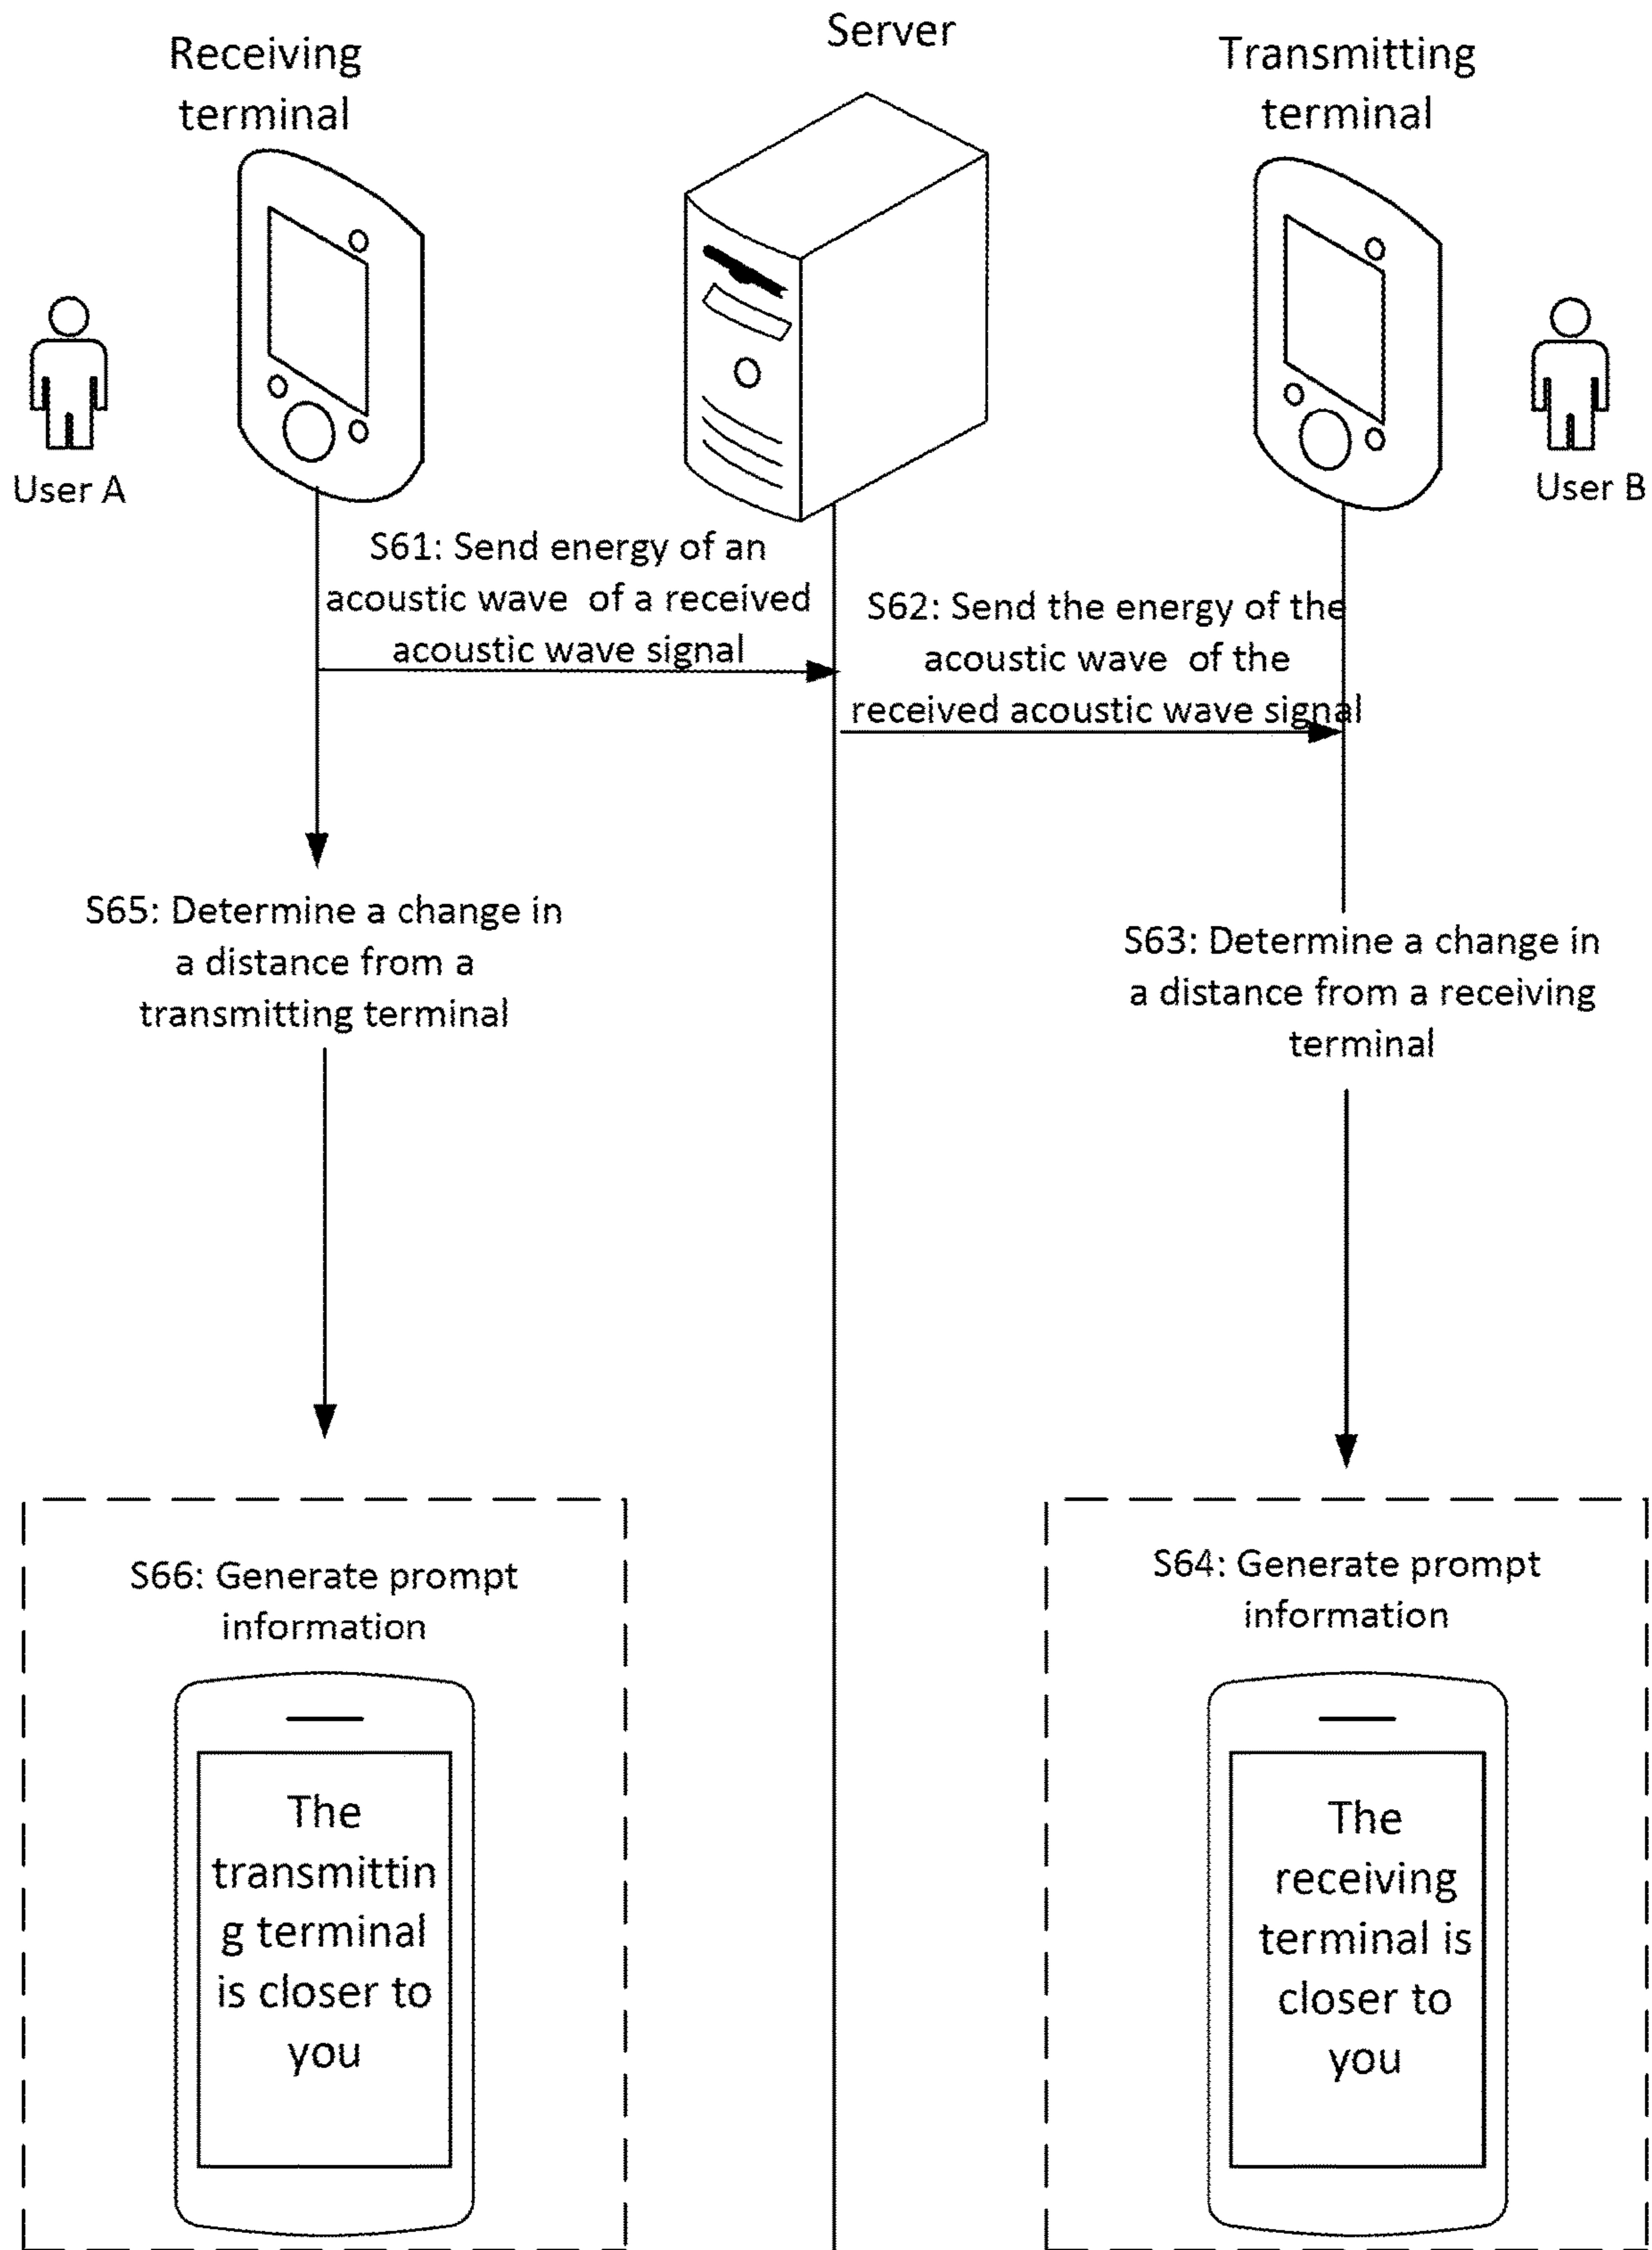 Receiving
terminal
Server
Transmitting
terminal
User A
User B
S61: Send energy of an
acoustic wave of a received
acoustic wave signal
S62: Send the energy of the
acoustic wave of the
received acoustic wave signal
S65: Determine a change in
a distance from a
transmitting terminal
S63: Determine a change in
a distance from a receiving
terminal
S66: Generate prompt
information
The
transmittin
g terminal
is closer to
you
S64: Generate prompt
information
The
receiving
terminal is
closer to
you